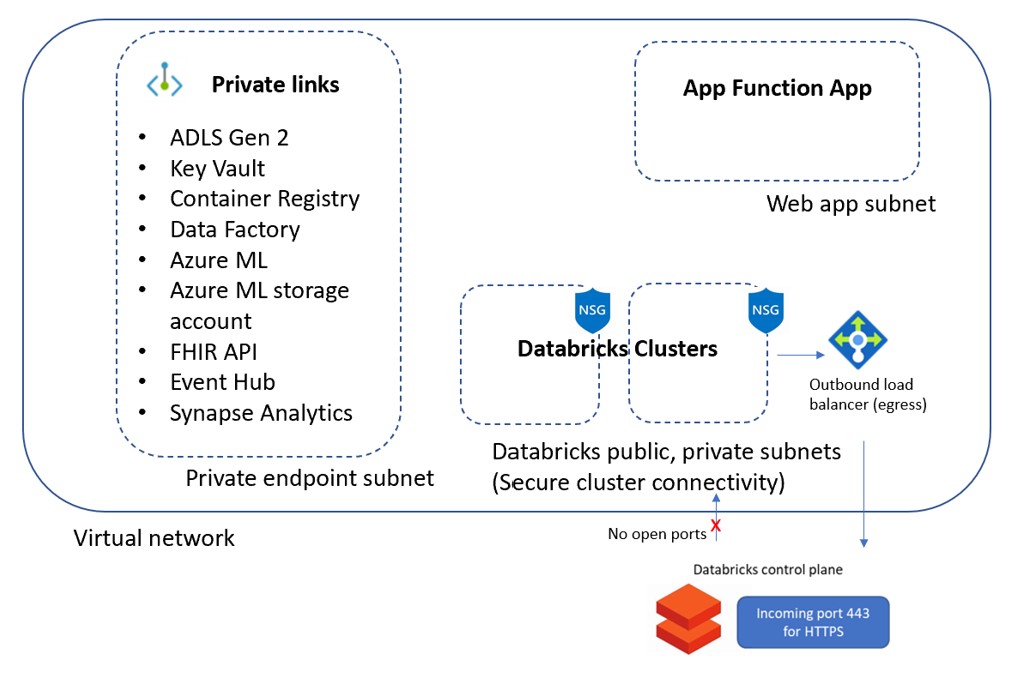 Private links
• ADLS Gen 2
• Key Vault
• Container Registry
• Data Factory
• Azure ML
• Azure ML storage
account
• FHIR API
• Event Hub
• Synapse Analytics
Private endpoint subnet
App Function App
Web app subnet
NSG
NSG
Databricks Clusters
Outbound load
balancer (egress)
Databricks public, private subnets
(Secure cluster connectivity)
Virtual network
No open ports
X
Databricks control plane
Incoming port 443
for HTTPS